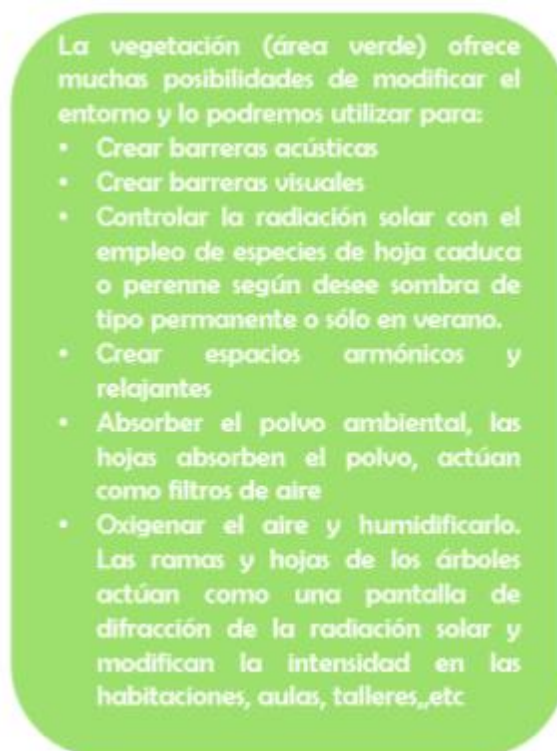 La vegetación (área verde) ofrece
muchas posibilidades de modificar el
entorno y lo podremos utilizar para:
• Crear barreras acústicas
• Crear barreras visuales
• Controlar la radiación solar con el
empleo de especies de hoja caduca
o perenne según desee sombra de
tipo permanente o sólo en verano.
• Crear espacios armónicos y
relajantes
• Absorber el polvo ambiental, las
hojas absorben el polvo, actúan
como filtros de aire
• Oxigenar el aire y humidificarlo.
Las ramas y hojas de los árboles
actúan como una pantalla de
difracción de la radiación solar y
modifican la intensidad en las
habitaciones, aulas, talleres,,etc